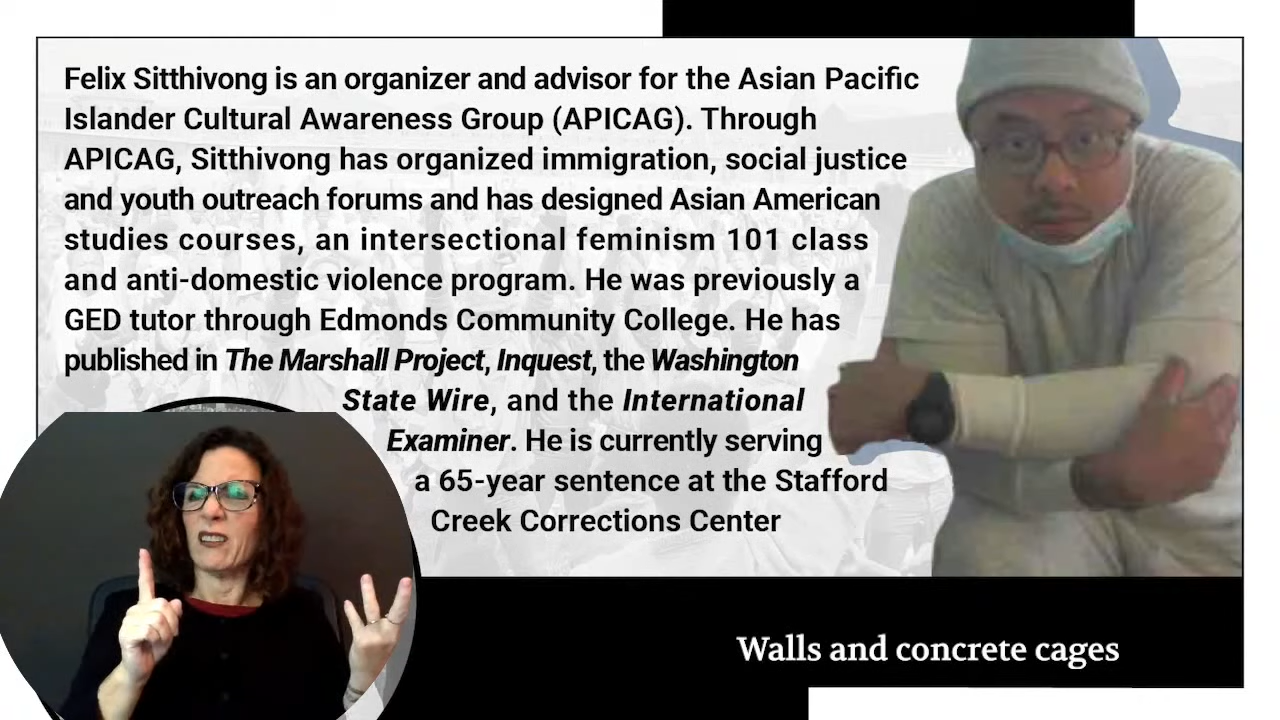 Felix Sitthivong is an organizer and advisor for the Asian Pacific
Islander Cultural Awareness Group (APICAG). Through
APICAG, Sitthivong has organized immigration, social justice
and youth outreach forums and has designed Asian American
studies courses, an intersectional feminism 101 class
and anti-domestic violence program. He was previously a
GED tutor through Edmonds Community College. He has
published in The Marshall Project, Inquest, the Washington
State Wire, and the International
Examiner. He is currently serving
a 65-year sentence at the Stafford
Creek Corrections Center
Walls and concrete cages